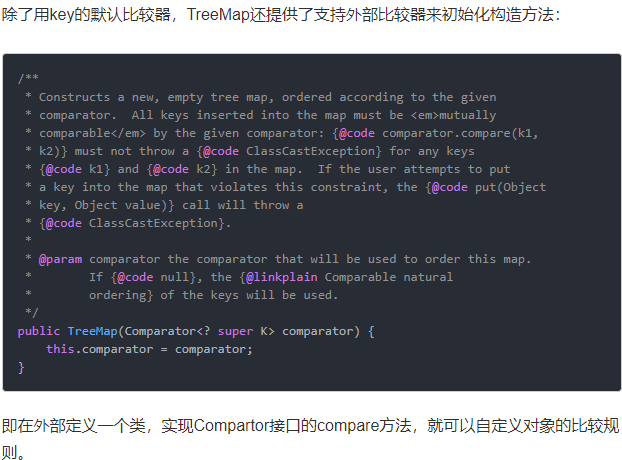 除了用key的默认比较器，TreeMap还提供了支持外部比较器来初始化构造方法：
/**
 * Constructs a new, empty tree map, ordered according to the given
 * comparator.  All keys inserted into the map must be <em>mutually
 * comparable</em> by the given comparator: {@code comparator.compare(k1,
 * k2)} must not throw a {@code ClassCastException} for any keys
 * {@code k1} and {@code k2} in the map.  If the user attempts to put
 * a key into the map that violates this constraint, the {@code put(Object
 * key, Object value)} call will throw a
 * {@code ClassCastException}.
 *
 * @param comparator the comparator that will be used to order this map.
 *        If {@code null}, the {@linkplain Comparable natural
 *        ordering} of the keys will be used.
 */
public TreeMap(Comparator<? super K> comparator) {
    this.comparator = comparator;
}
即在外部定义一个类，实现Compartor接口的compare方法，就可以自定义对象的比较规
则。